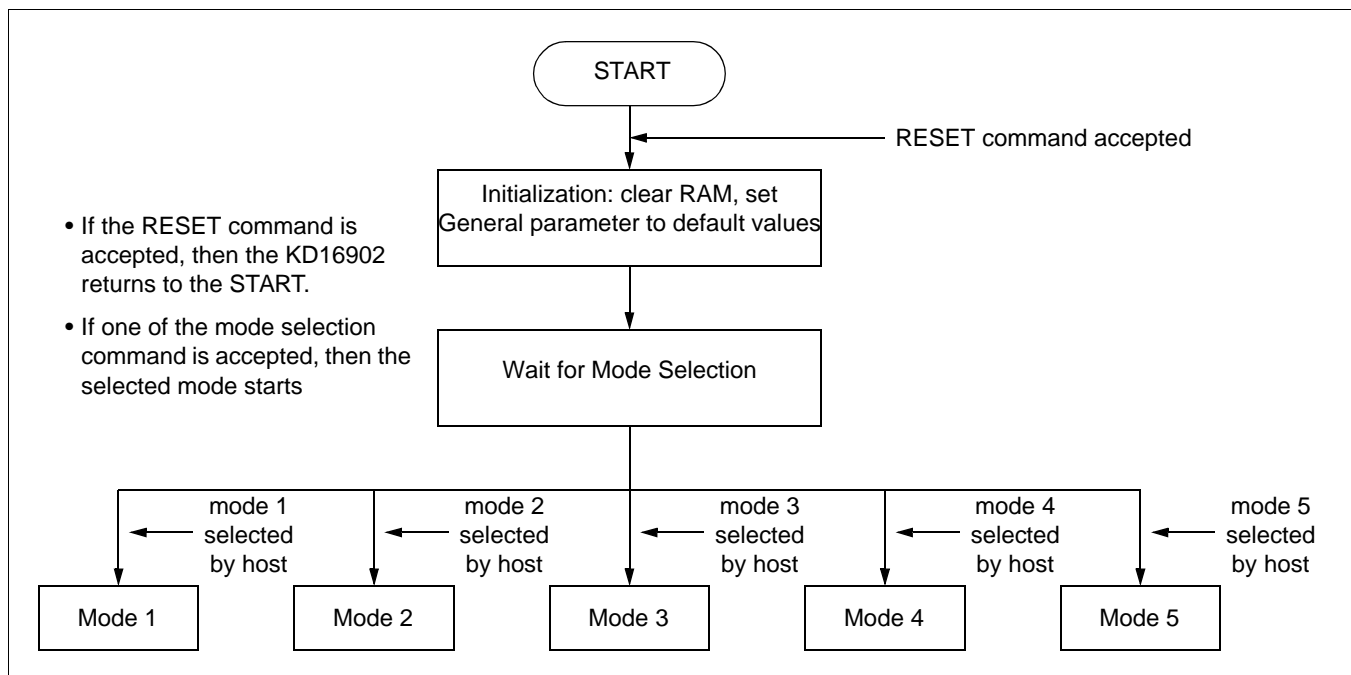 START
RESET command accepted
Initialization: clear RAM, set
General parameter to default values
• If the RESET command is
accepted, then the KD16902
returns to the START.
• If one of the mode selection
command is accepted, then the
selected mode starts
Wait for Mode Selection
mode 1
selected
by host
mode 2
selected
by host
mode 3
selected
by host
mode 4
selected
by host
mode 5
selected
by host
Mode 1
Mode 2
Mode 3
Mode 4
Mode 5